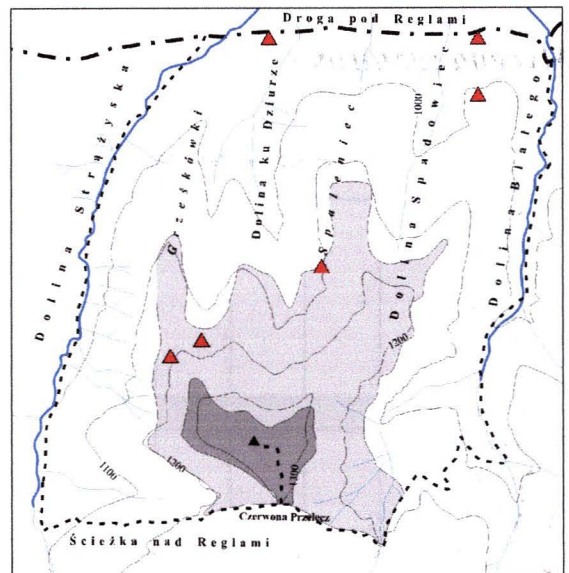 Droga pod Reglami
Dolina Strążyska
Grześkówki
Dolina ku Dziurze
Spaleniec
1000
Dolina Spadowiec
Dolina Białego
1200
1100
1200
1300
Czerwona Przełęcz
Ścieżka nad Reglami